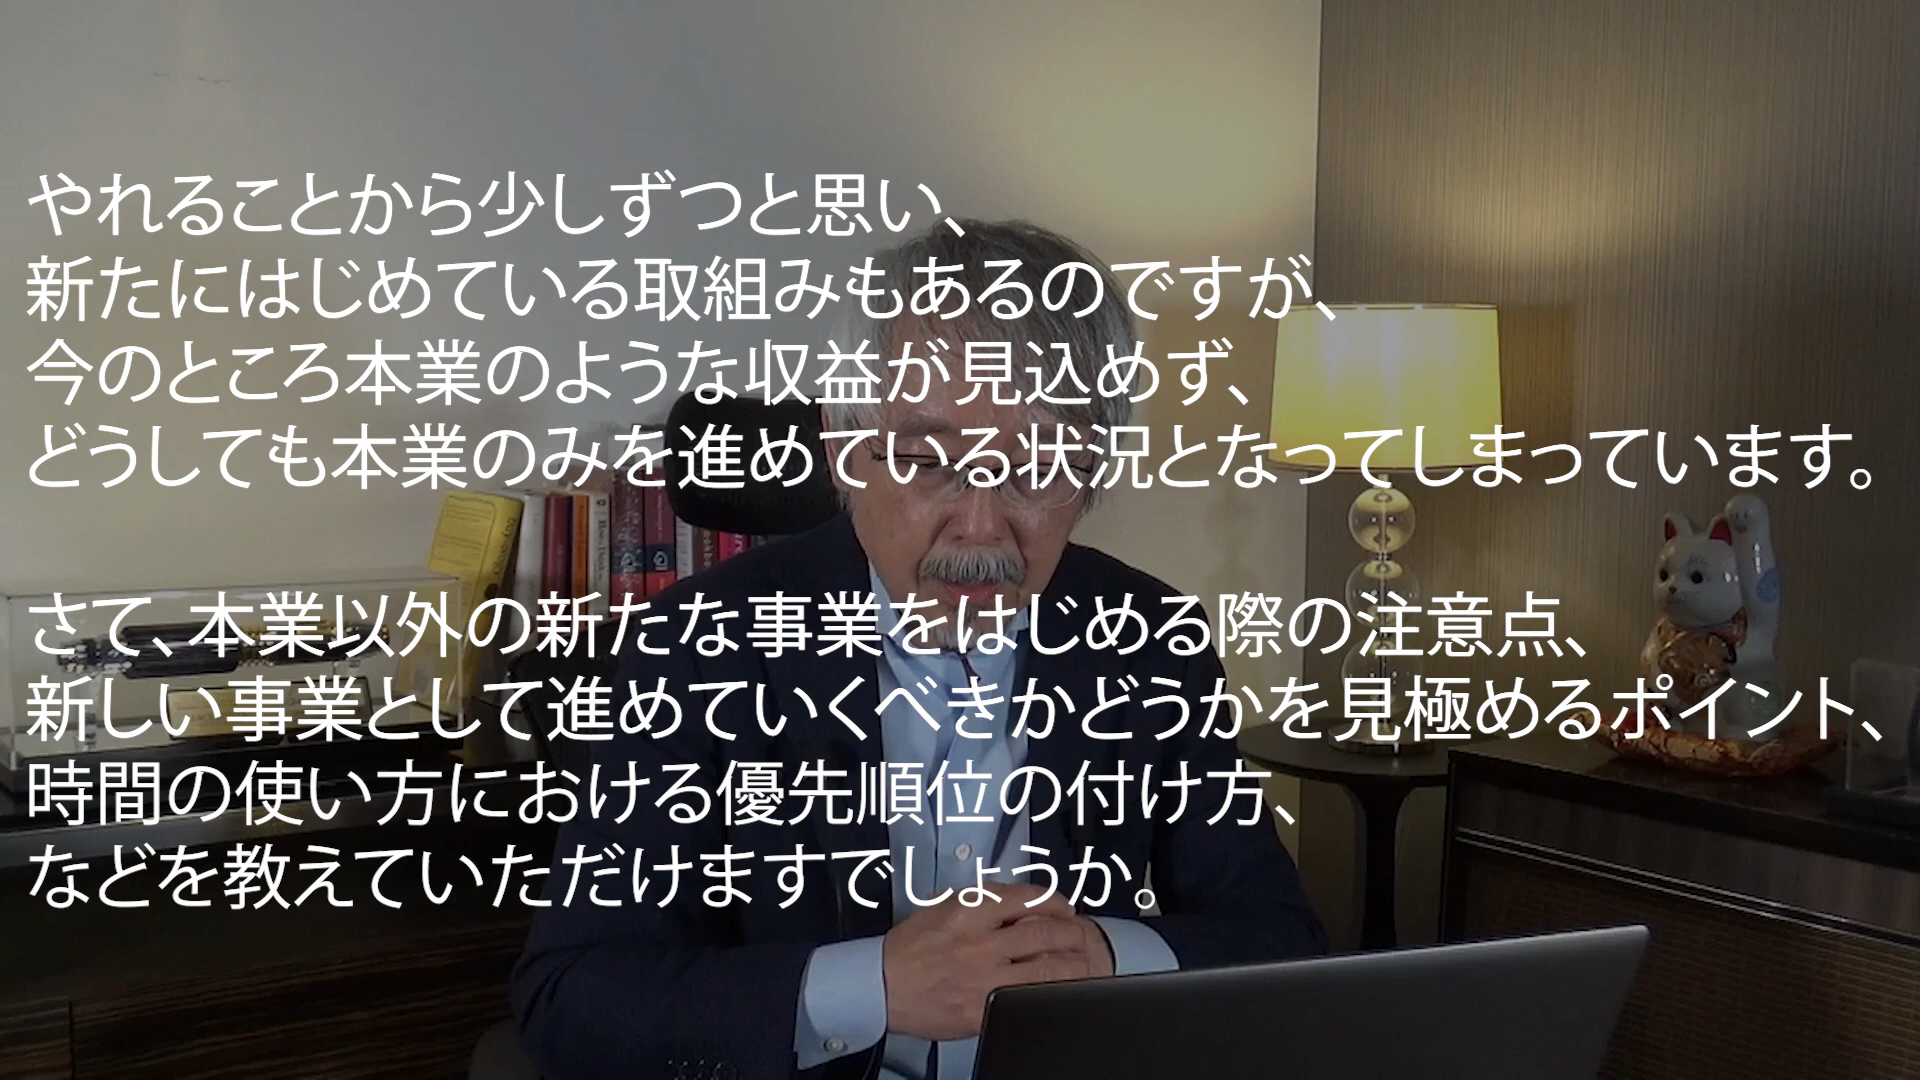 やれることから少しずつと思い、
新たにはじめている取組みもあるのですが、
今のところ本業のような収益が見込めず、
どうしても本業のみを進めている状況となってしまっています。
さて、本業以外の新たな事業をはじめる際の注意点、
新しい事業として進めていくべきかどうかを見極めるポイント、
時間の使い方における優先順位の付け方、
などを教えていただけますでしょうか。